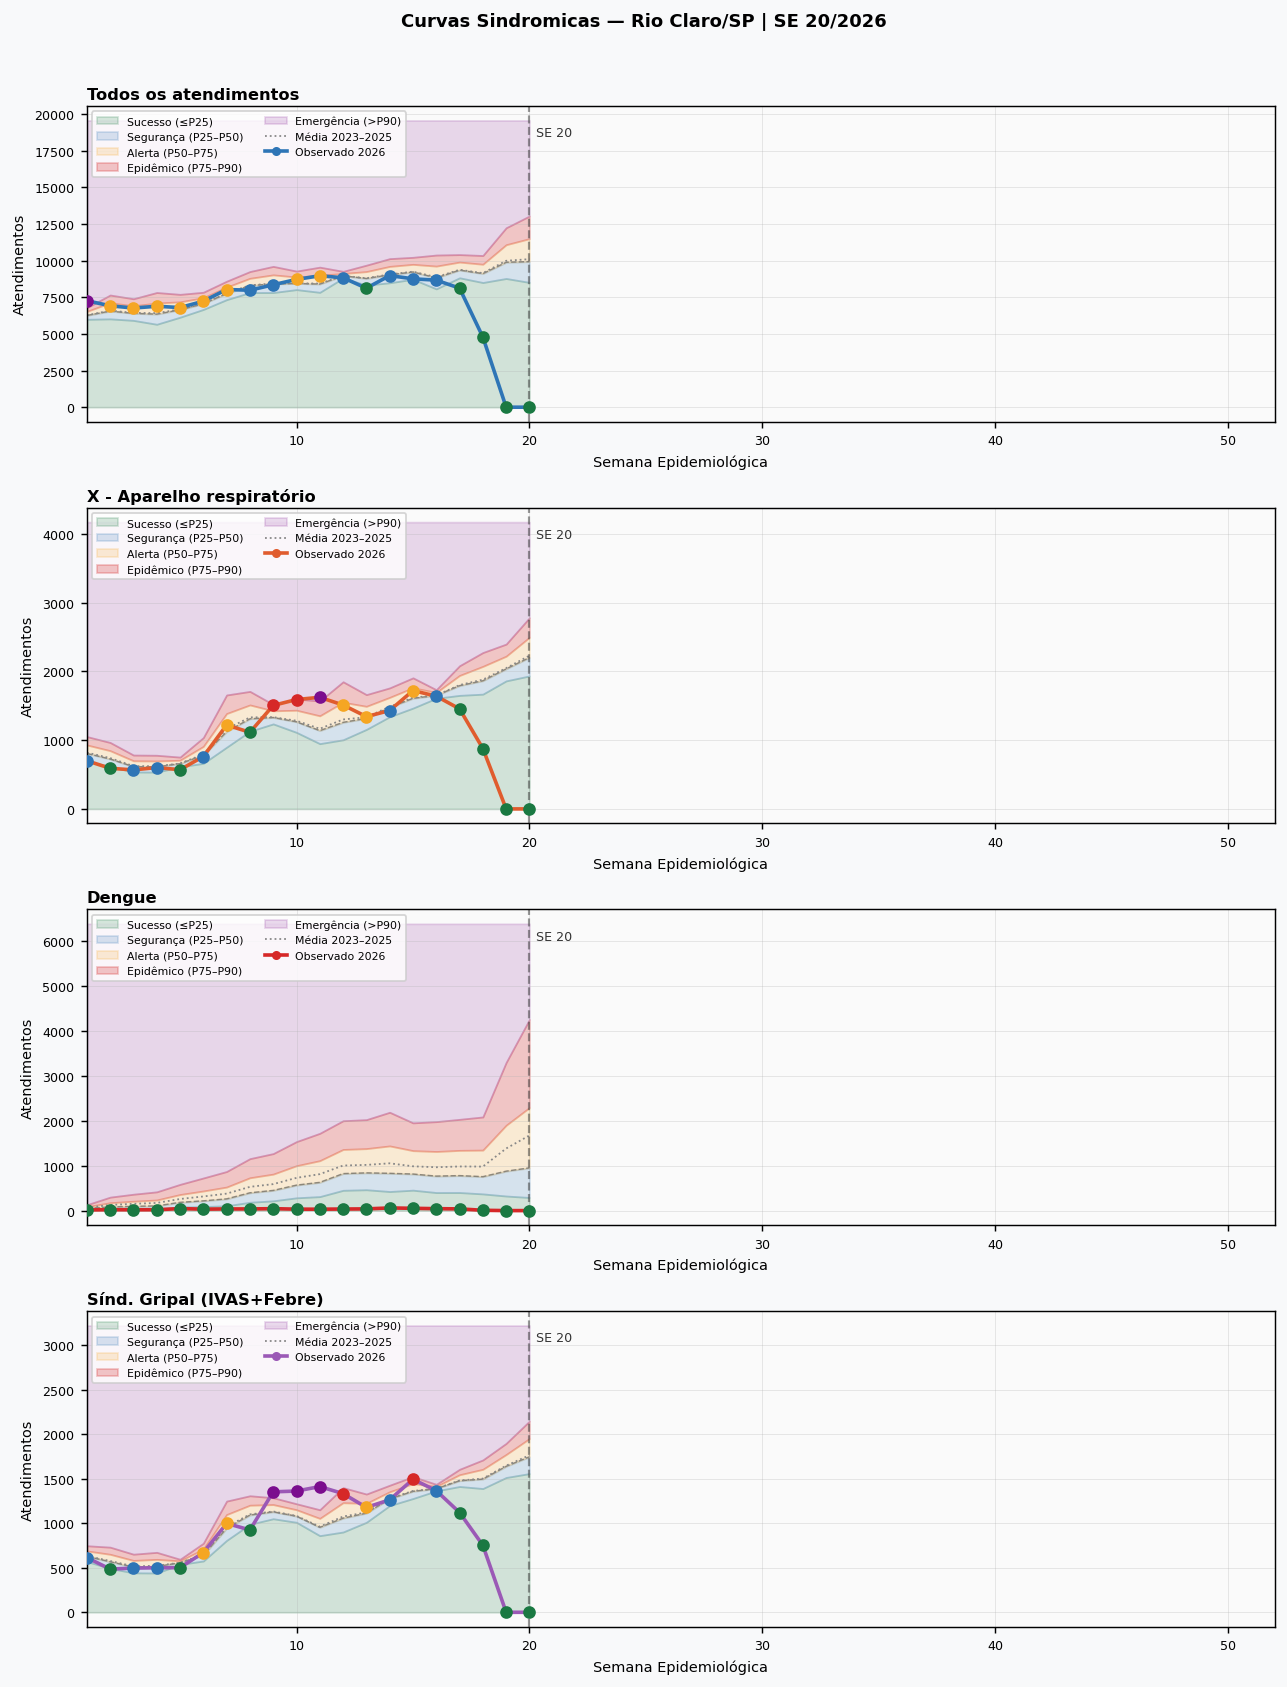 Curvas Sindromicas — Rio Claro/SP | SE 20/2026
Todos os atendimentos
Sucesso (≤P25)
Segurança (P25–P50)
Alerta (P50–P75)
Epidêmico (P75–P90)
Emergência (>P90)
Média 2023–2025
Observado 2026
SE 20
20000
17500
15000
12500
10000
7500
5000
2500
0
Atendimentos
10 20 30 40 50
Semana Epidemiológica
X - Aparelho respiratório
Sucesso (≤P25)
Segurança (P25–P50)
Alerta (P50–P75)
Epidêmico (P75–P90)
Emergência (>P90)
Média 2023–2025
Observado 2026
SE 20
4000
3000
2000
1000
0
Atendimentos
10 20 30 40 50
Semana Epidemiológica
Dengue
Sucesso (≤P25)
Segurança (P25–P50)
Alerta (P50–P75)
Epidêmico (P75–P90)
Emergência (>P90)
Média 2023–2025
Observado 2026
SE 20
6000
5000
4000
3000
2000
1000
0
Atendimentos
10 20 30 40 50
Semana Epidemiológica
Sínd. Gripal (IVAS+Febre)
Sucesso (≤P25)
Segurança (P25–P50)
Alerta (P50–P75)
Epidêmico (P75–P90)
Emergência (>P90)
Média 2023–2025
Observado 2026
SE 20
3000
2500
2000
1500
1000
500
0
Atendimentos
10 20 30 40 50
Semana Epidemiológica